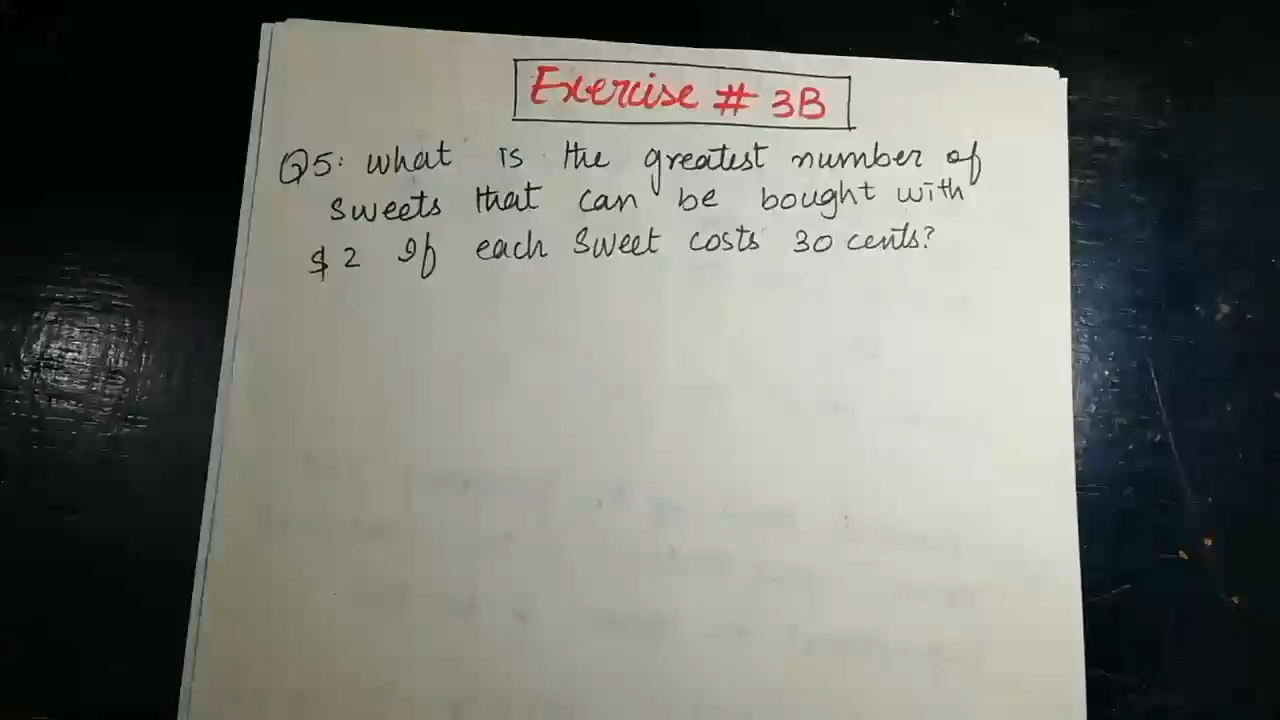 Exercise # 3B
Q5: what is the greatest number of
sweets that can be bought with
$ 2 If each sweet costs 30 cents?